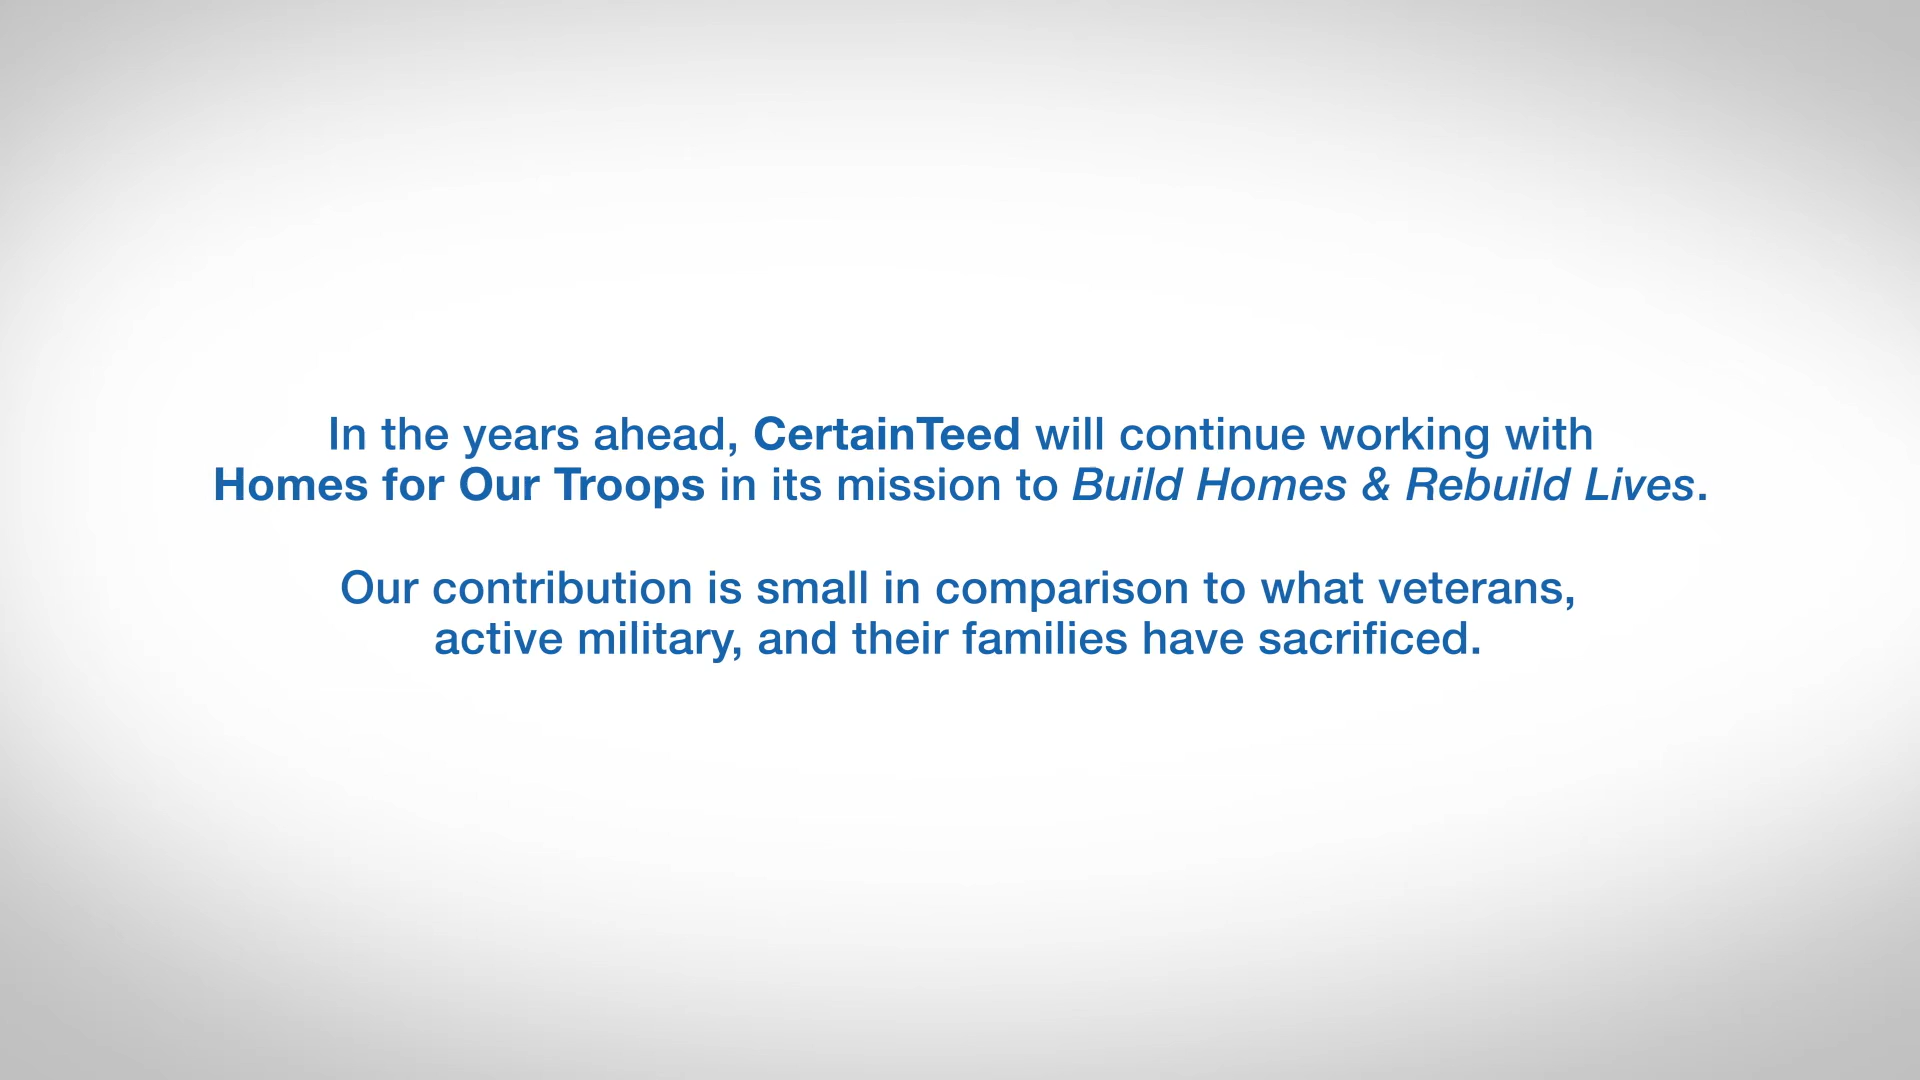 In the years ahead, CertainTeed will continue working with
Homes for Our Troops in its mission to Build Homes & Rebuild Lives.
Our contribution is small in comparison to what veterans,
active military, and their families have sacrificed.